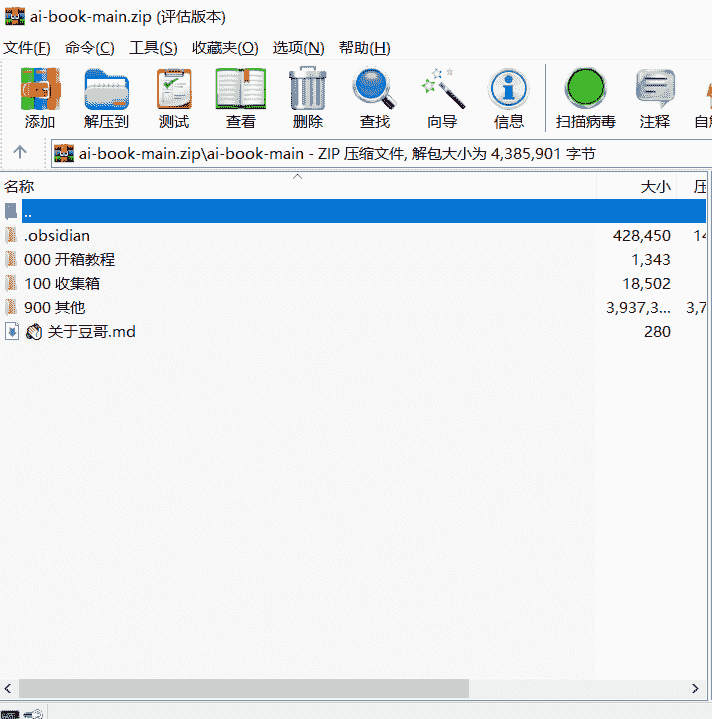 ai-book-main.zip (评估版本)
文件(F) 命令(C) 工具(S) 收藏夹(O) 选项(N) 帮助(H)
添加 解压到 测试 查看 删除 查找 向导 信息 扫描病毒 注释 自
ai-book-main.zip\ai-book-main - ZIP 压缩文件, 解包大小为 4,385,901 字节
名称 大小 压
..
.obsidian 428,450 14
000 开箱教程 1,343
100 收集箱 18,502
900 其他 3,937,3... 3,7
关于豆哥.md 280